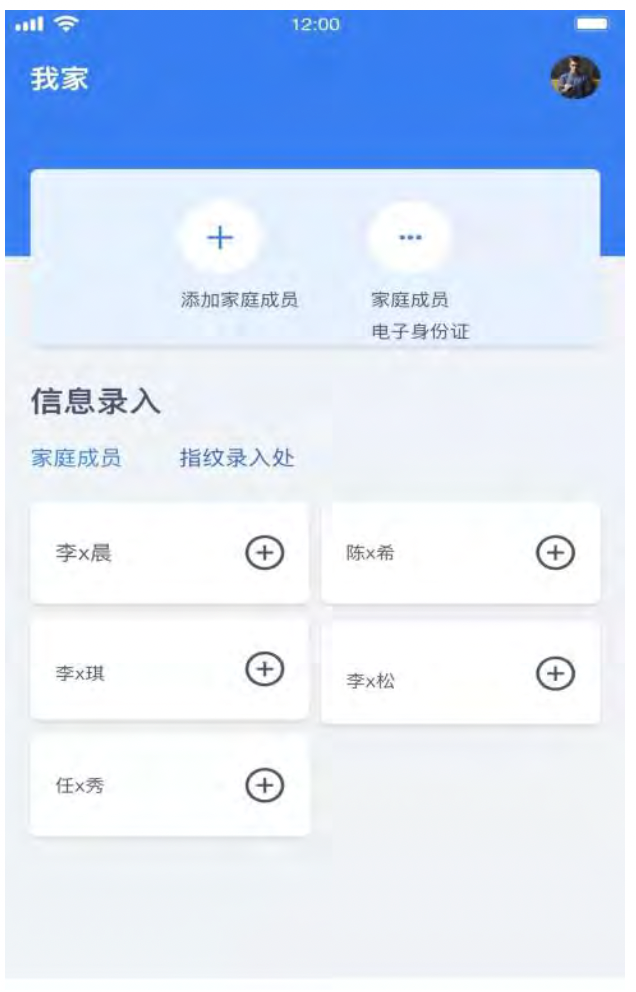 12:00
我家
添加家庭成员
家庭成员
电子身份证
信息录入
家庭成员 指纹录入处
李x晨 陈x希
李x琪 李x松
任x秀